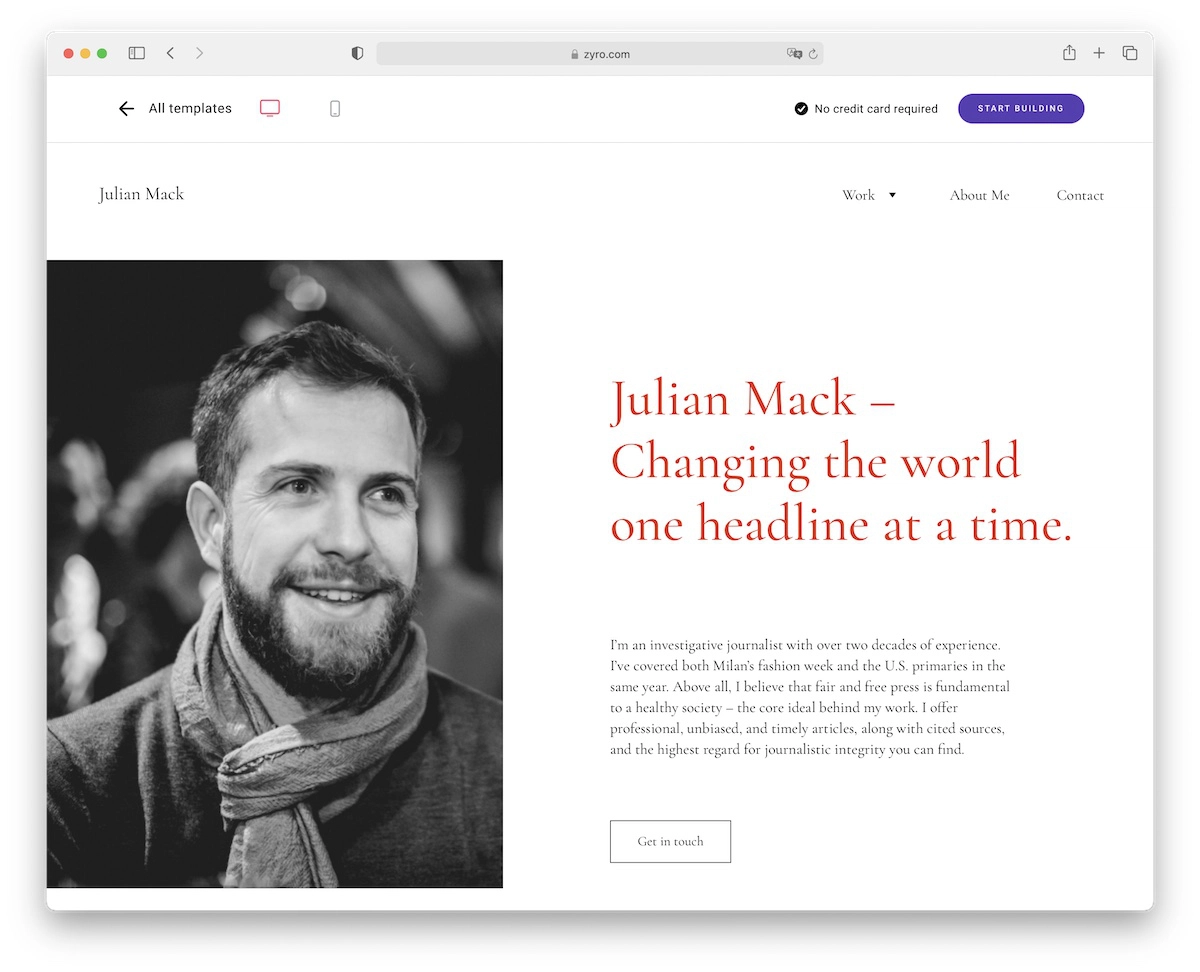 zyro.com
All templates
No credit card required
START BUILDING
Julian Mack
Work
About Me
Contact
Julian Mack –
Changing the world
one headline at a time.
I'm an investigative journalist with over two decades of experience.
I've covered both Milan's fashion week and the U.S. primaries in the
same year. Above all, I believe that fair and free press is fundamental
to a healthy society – the core ideal behind my work. I offer
professional, unbiased, and timely articles, along with cited sources,
and the highest regard for journalistic integrity you can find.
Get in touch